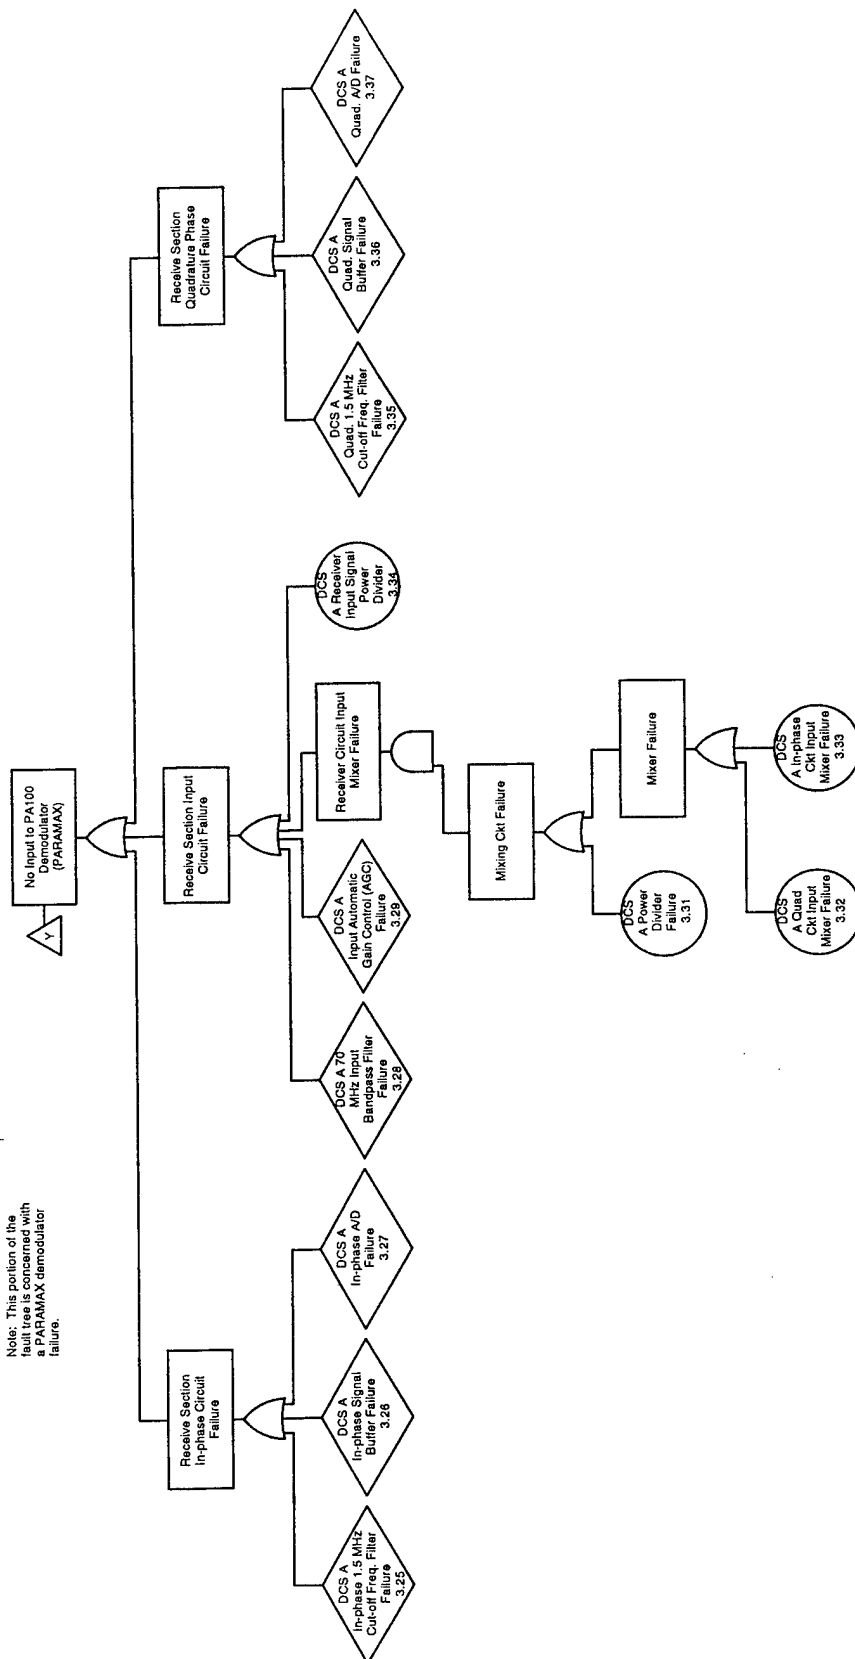 Note: This portion of the
fault tree is concerned with
a PARAMAX demodulator
failure.
Y
No Input to PA100
Demodulator
(PARAMAX)
Receive Section
In-phase Circuit
Failure
Receive Section Input
Circuit Failure
Receive Section
Quadrature Phase
Circuit Failure
DCS A
In-phase 1.5 MHz
Cut-off Freq. Filter
Failure
3.25
DCS A
In-phase Signal
Buffer Failure
3.26
DCS A
In-phase A/D
Failure
3.27
DCS A 70
MHz Input
Bandpass Filter
Failure
3.28
DCS A
Input Automatic
Gain Control (AGC)
Failure
3.29
Receiver Circuit Input
Mixer Failure
DCS
A Receiver
Input Signal
Power
Divider
3.34
DCS A
Quad. 1.5 MHz
Cut-off Freq. Filter
Failure
3.35
DCS A
Quad. Signal
Buffer Failure
3.36
DCS A
Quad. A/D Failure
3.37
Mixing Ckt Failure
DCS
A Power
Divider
Failure
3.31
Mixer Failure
DCS
A Quad
Ckt Input
Mixer Failure
3.32
DCS
A In-phase
Ckt Input
Mixer Failure
3.33